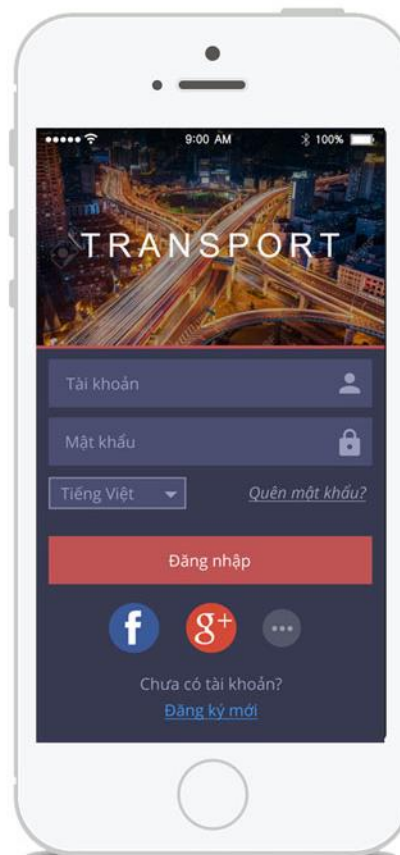 9:00 AM 100%
TRANSPORT
Tài khoản
Mật khẩu
Tiếng Việt Quên mật khẩu?
Đăng nhập
f g+
Chưa có tài khoản?
Đăng ký mới